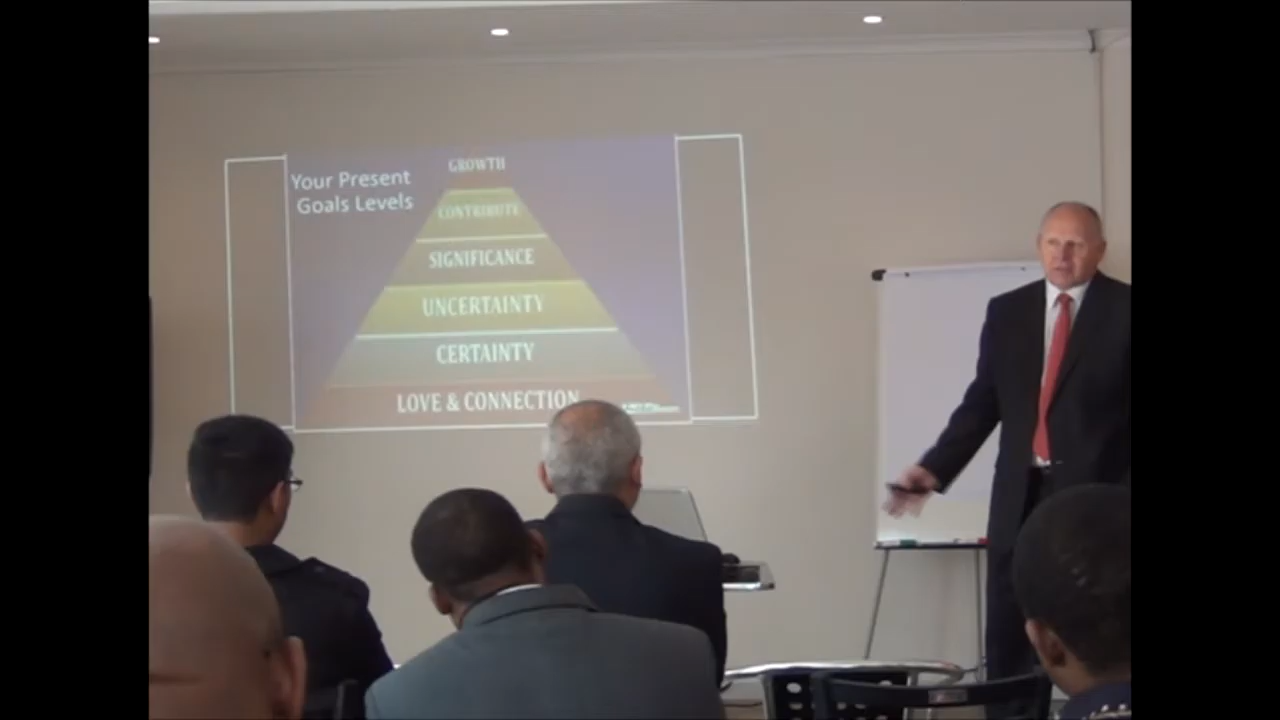 Your Present
Goals Levels
GROWTH
CONTRIBUTE
SIGNIFICANCE
UNCERTAINTY
CERTAINTY
LOVE & CONNECTION